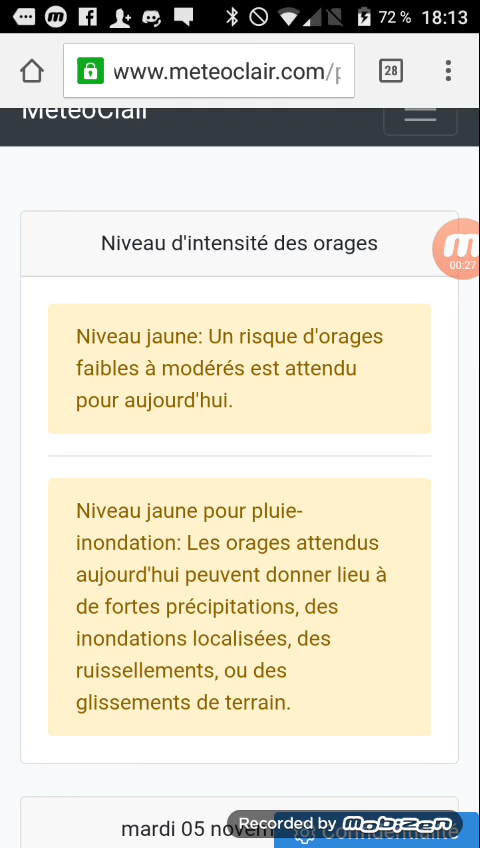 72 % 18:13
www.meteoclair.com/p
28
MétéoClair
Niveau d'intensité des orages
00:27
Niveau jaune: Un risque d'orages
faibles à modérés est attendu
pour aujourd'hui.
Niveau jaune pour pluie-
inondation: Les orages attendus
aujourd'hui peuvent donner lieu à
de fortes précipitations, des
inondations localisées, des
ruissellements, ou des
glissements de terrain.
mardi 05 novem
Recorded by Mobizen
Confidentialité